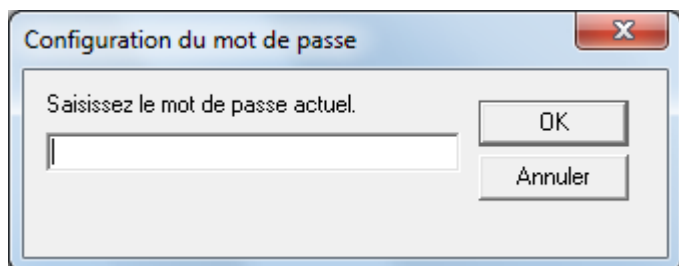 Configuration du mot de passe
Saisissez le mot de passe actuel.
OK
Annuler